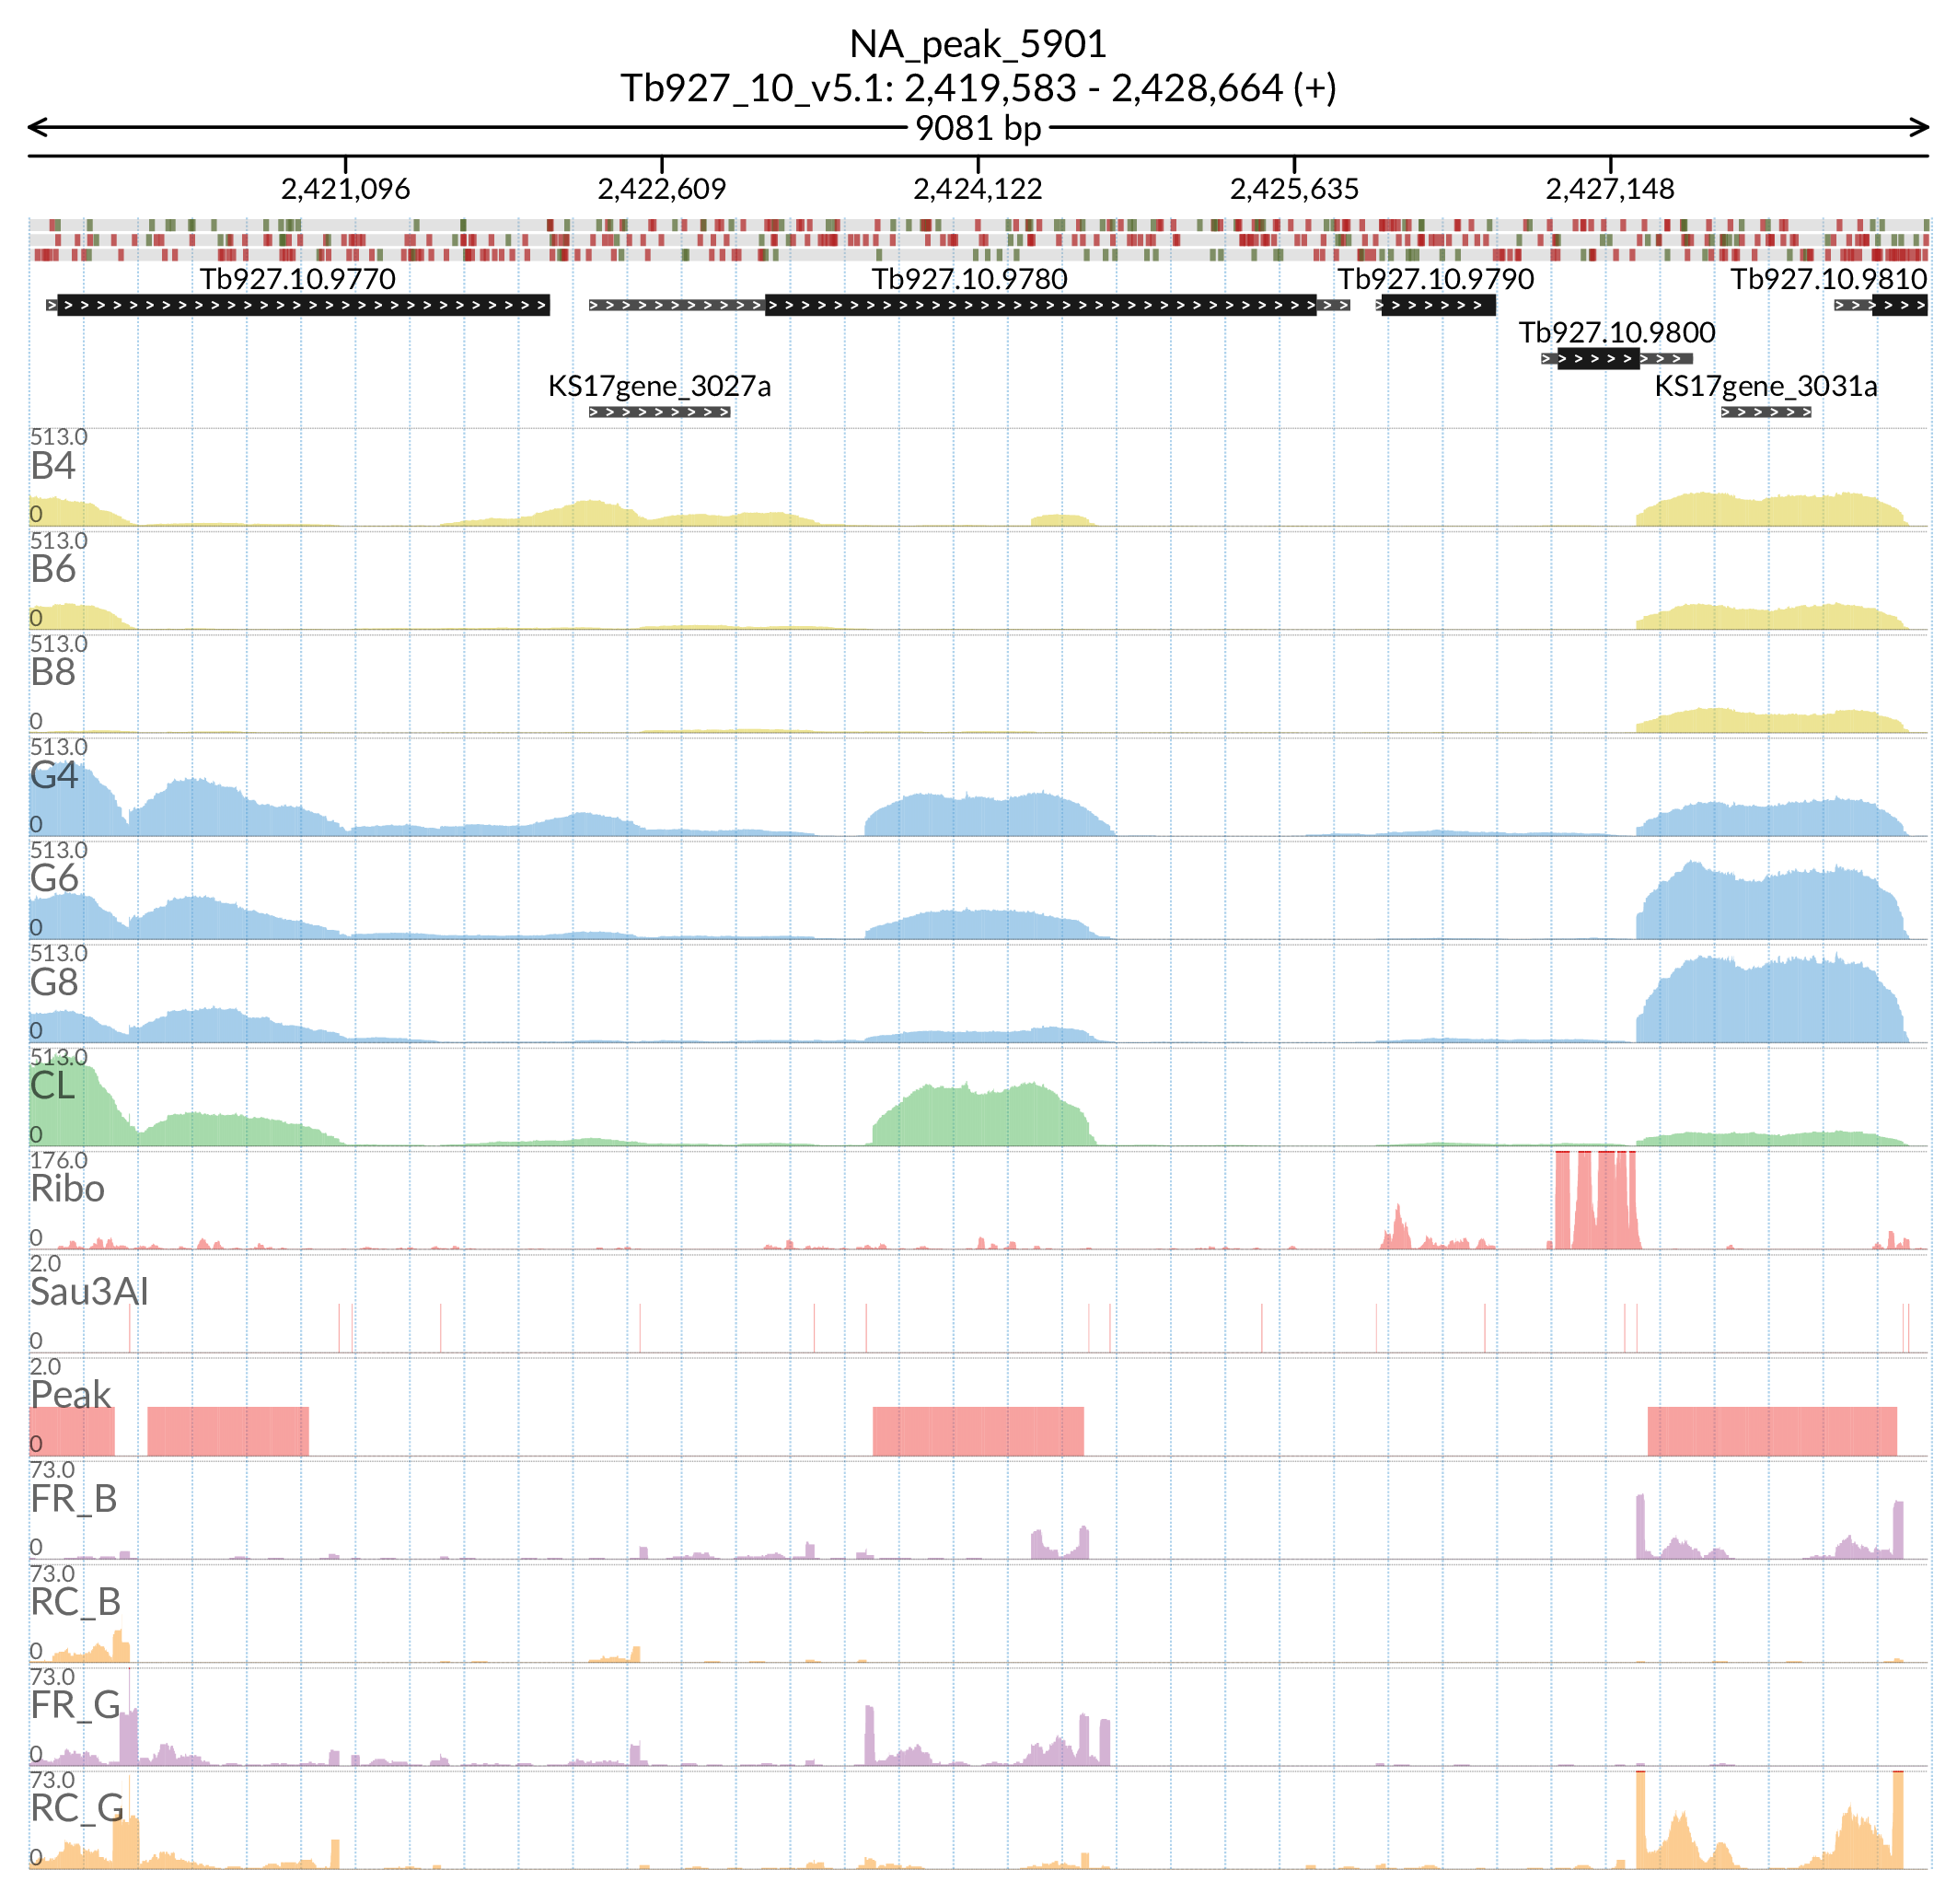 NA_peak_5901
Tb927_10_v5.1: 2,419,583 - 2,428,664 (+)
9081 bp
2,421,096 2,422,609 2,424,122 2,425,635 2,427,148
Tb927.10.9770 Tb927.10.9780 Tb927.10.9790 Tb927.10.9810
Tb927.10.9800
KS17gene_3027a KS17gene_3031a
513.0
B4
0
513.0
B6
0
513.0
B8
0
513.0
G4
0
513.0
G6
0
513.0
G8
0
513.0
CL
0
176.0
Ribo
0
2.0
Sau3AI
0
2.0
Peak
0
73.0
FR_B
0
73.0
RC_B
0
73.0
FR_G
0
73.0
RC_G
0